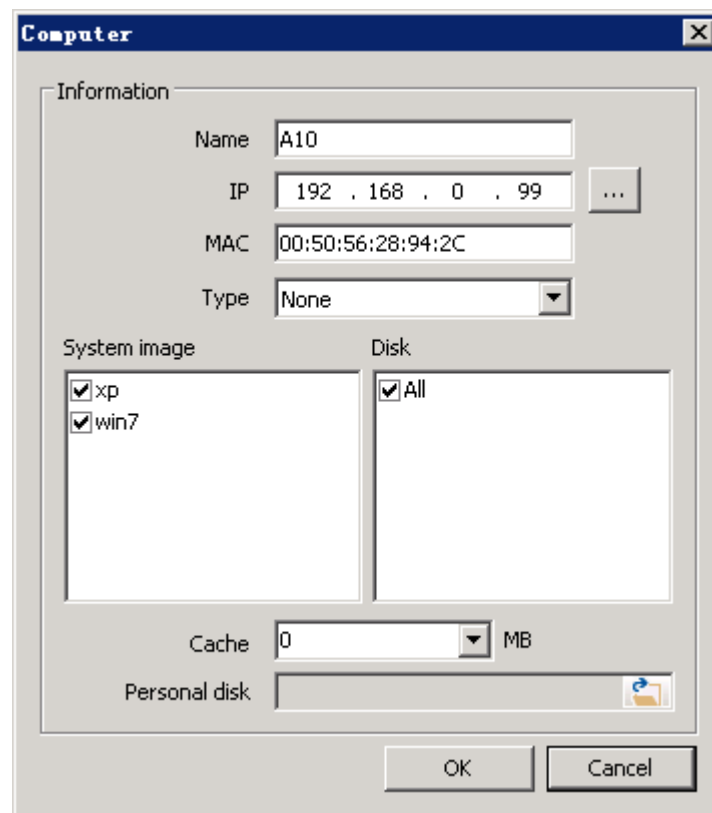 Computer
Information
Name A10
IP 192 . 168 . 0 . 99 ...
MAC 00:50:56:28:94:2C
Type None
System image Disk
xp All
win7
Cache 0 MB
Personal disk
OK Cancel